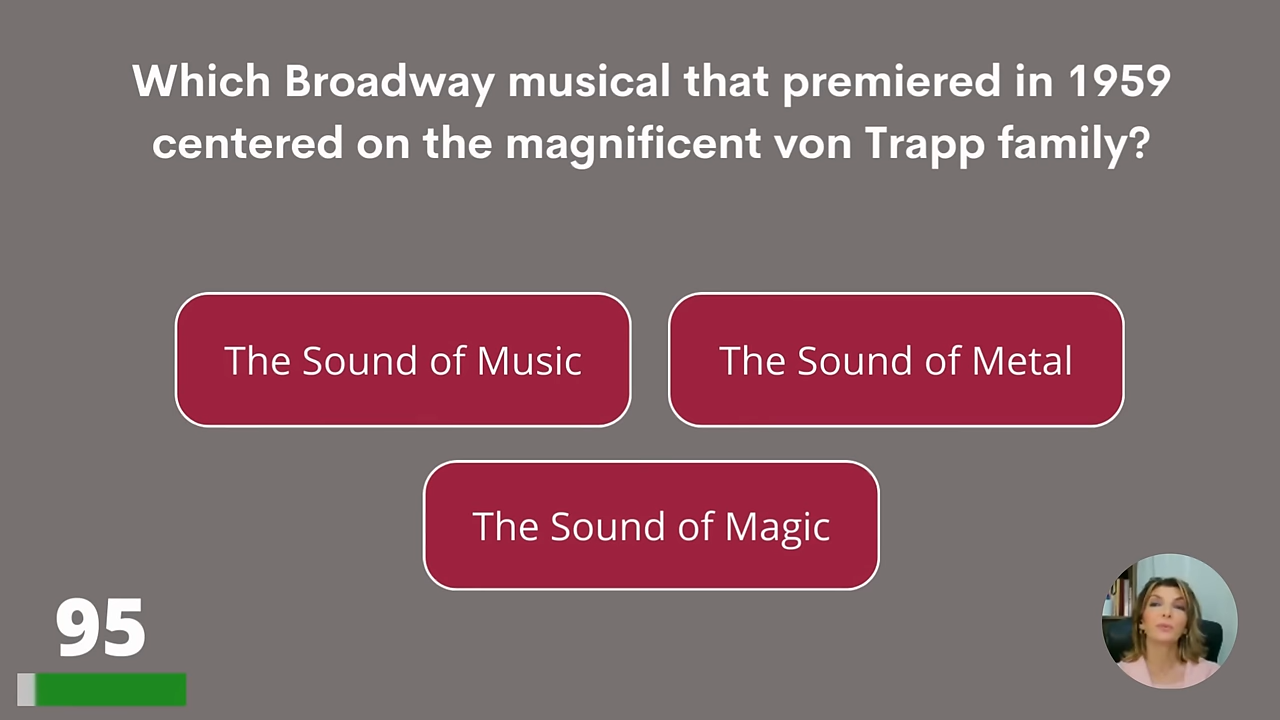 Which Broadway musical that premiered in 1959
centered on the magnificent von Trapp family?
The Sound of Music
The Sound of Metal
The Sound of Magic
95